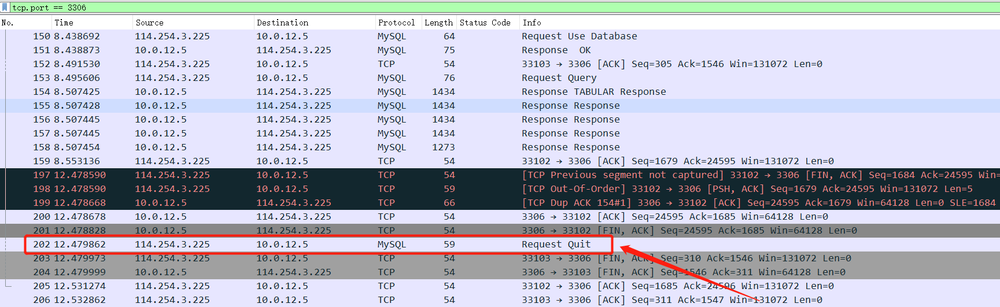 tcp.port == 3306
No. Time Source Destination Protocol Length Status Code Info
150 8.438692 114.254.3.225 10.0.12.5 MySQL 64 Request Use Database
151 8.438873 10.0.12.5 114.254.3.225 MySQL 75 Response  OK
152 8.491530 114.254.3.225 10.0.12.5 TCP 54 33103 → 3306 [ACK] Seq=305 Ack=1546 Win=131072 Len=0
153 8.495606 114.254.3.225 10.0.12.5 MySQL 76 Request Query
154 8.507425 10.0.12.5 114.254.3.225 MySQL 1434 Response TABULAR Response
155 8.507428 10.0.12.5 114.254.3.225 MySQL 1434 Response Response
156 8.507445 10.0.12.5 114.254.3.225 MySQL 1434 Response Response
157 8.507445 10.0.12.5 114.254.3.225 MySQL 1434 Response Response
158 8.507454 10.0.12.5 114.254.3.225 MySQL 1273 Response Response
159 8.553136 114.254.3.225 10.0.12.5 TCP 54 33102 → 3306 [ACK] Seq=1679 Ack=24595 Win=131072 Len=0
197 12.478590 114.254.3.225 10.0.12.5 TCP 54 [TCP Previous segment not captured] 33102 → 3306 [FIN, ACK] Seq=1684 Ack=24595 Win=
198 12.478590 114.254.3.225 10.0.12.5 TCP 59 [TCP Out-Of-Order] 33102 → 3306 [PSH, ACK] Seq=1679 Ack=24595 Win=131072 Len=5
199 12.478668 10.0.12.5 114.254.3.225 TCP 66 [TCP Dup ACK 154#1] 3306 → 33102 [ACK] Seq=24595 Ack=1679 Win=64128 Len=0 SLE=1684
200 12.478678 10.0.12.5 114.254.3.225 TCP 54 3306 → 33102 [ACK] Seq=24595 Ack=1685 Win=64128 Len=0
201 12.478828 10.0.12.5 114.254.3.225 TCP 54 3306 → 33102 [FIN, ACK] Seq=24595 Ack=1685 Win=64128 Len=0
202 12.479862 114.254.3.225 10.0.12.5 MySQL 59 Request Quit
203 12.479973 114.254.3.225 10.0.12.5 TCP 54 33103 → 3306 [FIN, ACK] Seq=310 Ack=1546 Win=131072 Len=0
204 12.479999 10.0.12.5 114.254.3.225 TCP 54 3306 → 33103 [FIN, ACK] Seq=1546 Ack=311 Win=64128 Len=0
205 12.531274 114.254.3.225 10.0.12.5 TCP 54 33102 → 3306 [ACK] Seq=1685 Ack=24596 Win=131072 Len=0
206 12.532862 114.254.3.225 10.0.12.5 TCP 54 33103 → 3306 [ACK] Seq=311 Ack=1547 Win=131072 Len=0